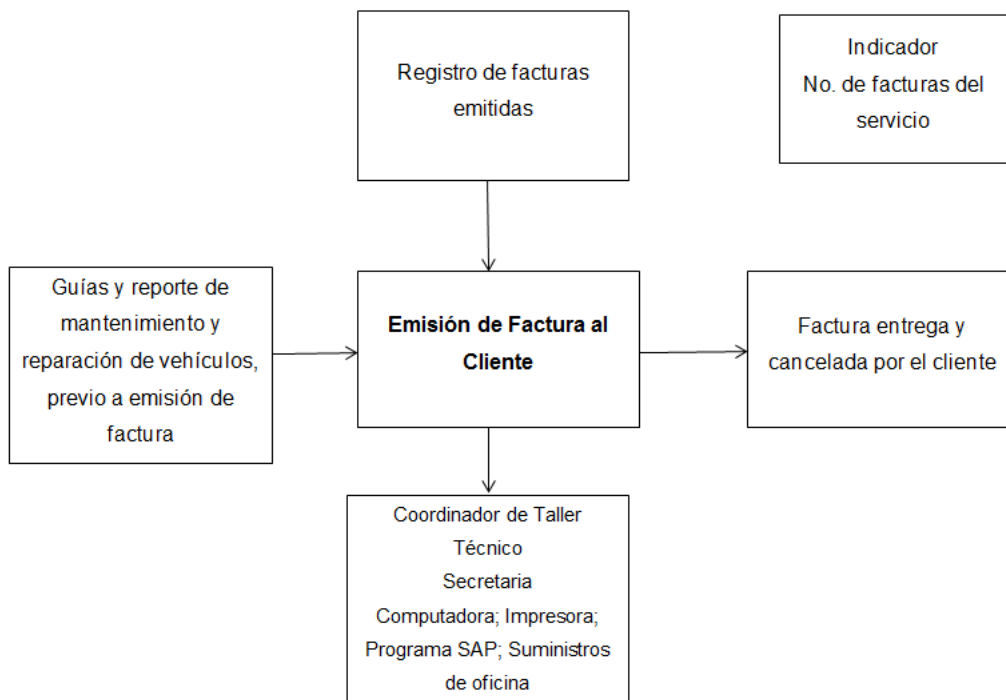 Registro de facturas
emitidas
Indicador
No. de facturas del
servicio
Guías y reporte de
mantenimiento y
reparación de vehículos,
previo a emisión de
factura
Emisión de Factura al
Cliente
Factura entrega y
cancelada por el cliente
Coordinador de Taller
Técnico
Secretaria
Computadora; Impresora;
Programa SAP; Suministros
de oficina